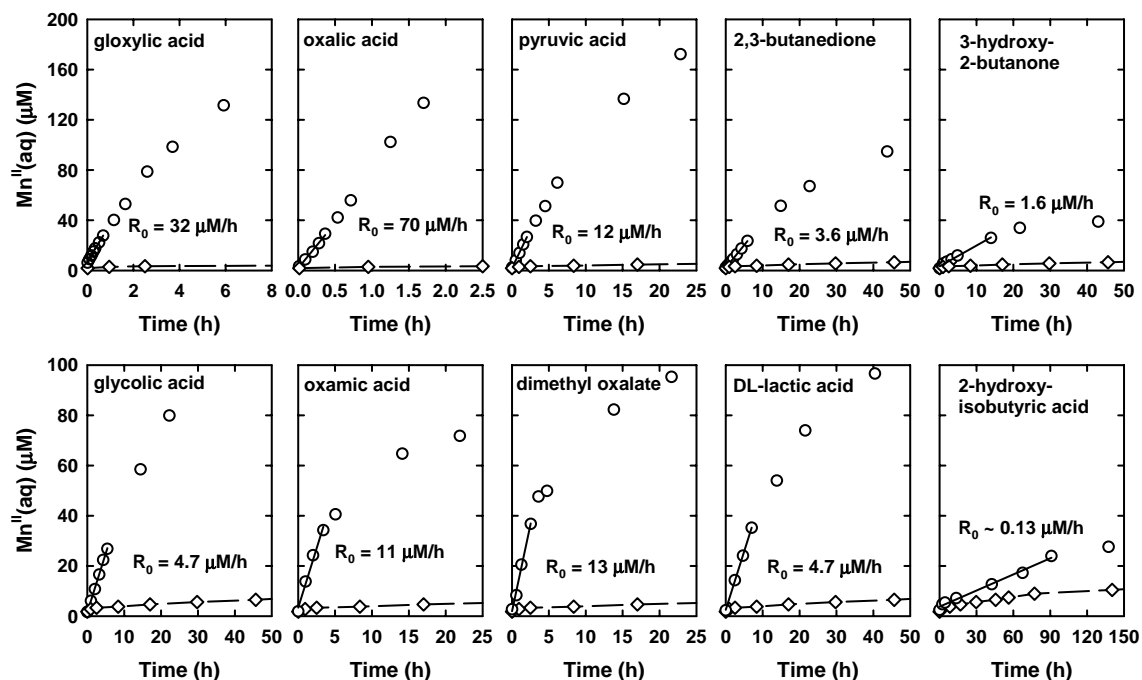 gloxylic acid
oxalic acid
pyruvic acid
2,3-butanedione
3-hydroxy-
2-butanone
Mn^II(aq) (μM)
200
160
120
80
40
0
R0 = 32 μM/h
R0 = 70 μM/h
R0 = 12 μM/h
R0 = 3.6 μM/h
R0 = 1.6 μM/h
0 2 4 6 8
0.0 0.5 1.0 1.5 2.0 2.5
0 5 10 15 20 25
0 10 20 30 40 50
0 10 20 30 40 50
Time (h)
Time (h)
Time (h)
Time (h)
Time (h)
glycolic acid
oxamic acid
dimethyl oxalate
DL-lactic acid
2-hydroxy-
isobutyric acid
Mn^II(aq) (μM)
100
80
60
40
20
0
R0 = 4.7 μM/h
R0 = 11 μM/h
R0 = 13 μM/h
R0 = 4.7 μM/h
R0 ~ 0.13 μM/h
0 10 20 30 40 50
0 5 10 15 20 25
0 5 10 15 20 25
0 10 20 30 40 50
0 30 60 90 120 150
Time (h)
Time (h)
Time (h)
Time (h)
Time (h)